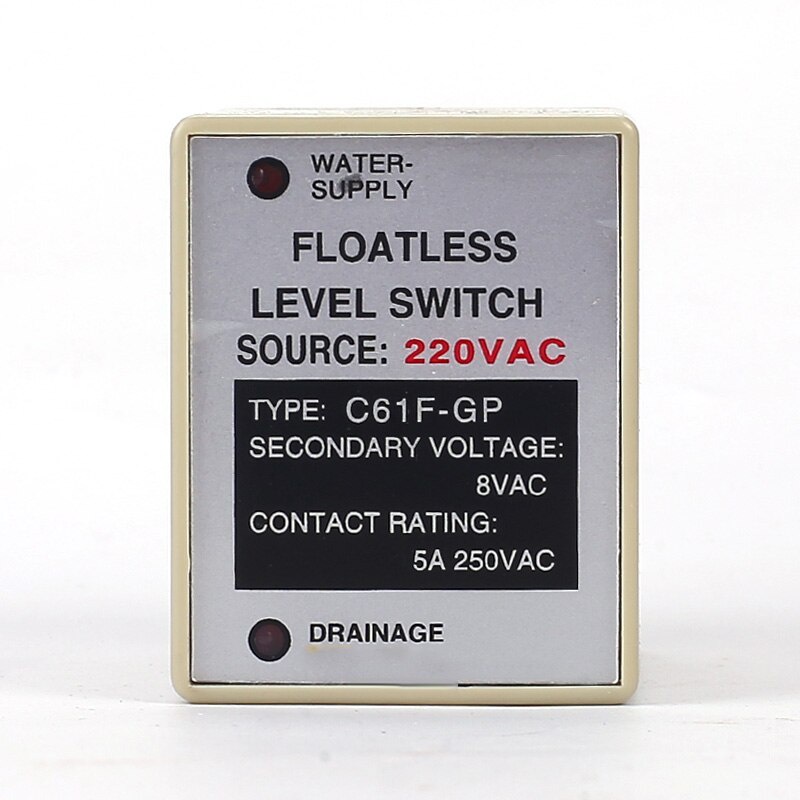 WATER-
SUPPLY
FLOATLESS
LEVEL SWITCH
SOURCE: 220VAC
TYPE: C61F-GP
SECONDARY VOLTAGE:
8VAC
CONTACT RATING:
5A 250VAC
DRAINAGE